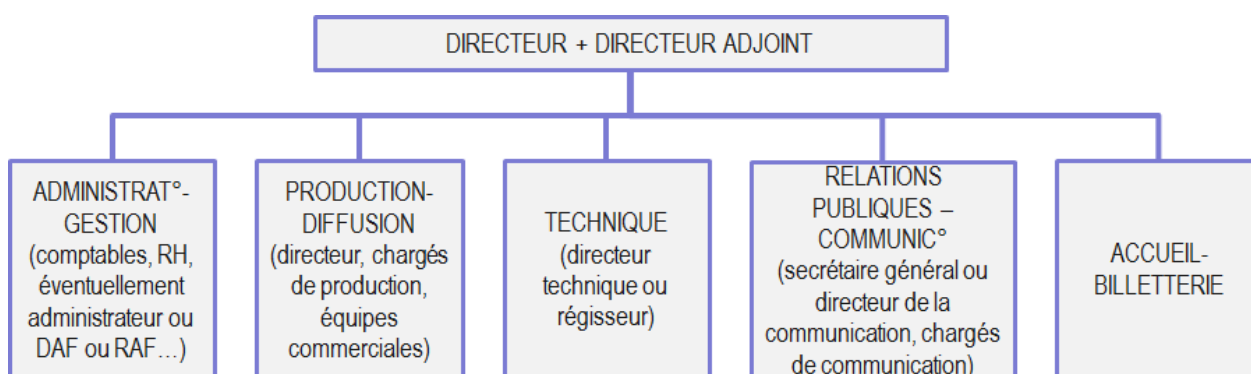 DIRECTEUR + DIRECTEUR ADJOINT
ADMINISTRAT°-
GESTION
(comptables, RH,
éventuellement
administrateur ou
DAF ou RAF…)
PRODUCTION-
DIFFUSION
(directeur, chargés
de production,
équipes
commerciales)
TECHNIQUE
(directeur
technique ou
régisseur)
RELATIONS
PUBLIQUES –
COMMUNIC°
(secrétaire général ou
directeur de la
communication, chargés
de communication)
ACCUEIL-
BILLETTERIE